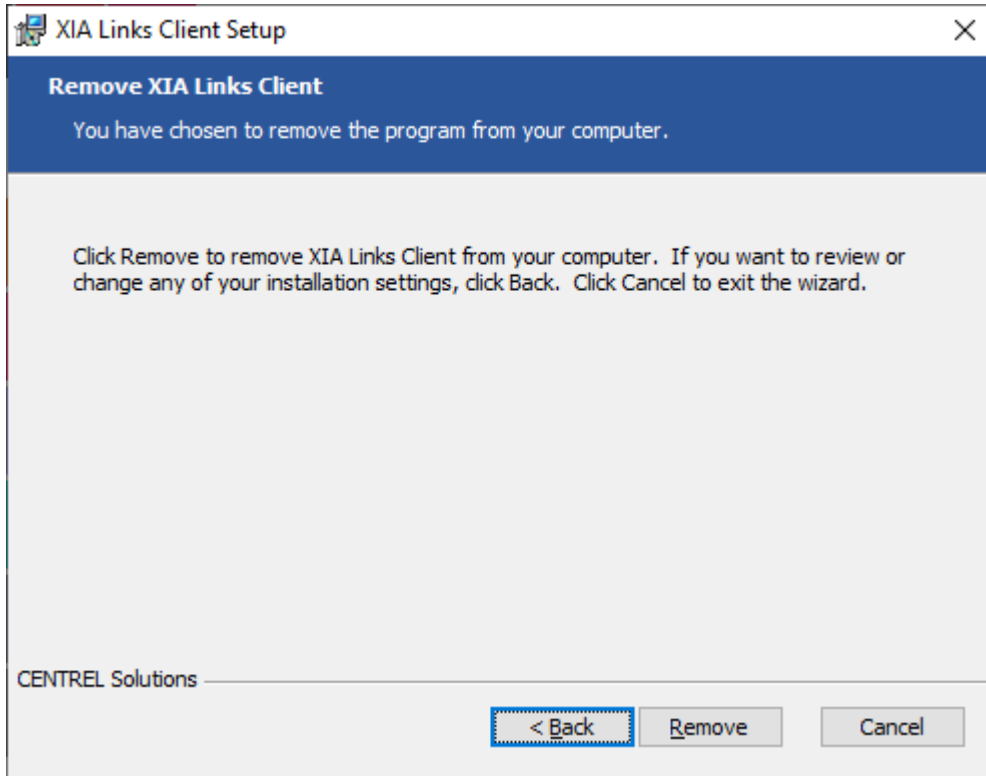 XIA Links Client Setup
Remove XIA Links Client
You have chosen to remove the program from your computer.
Click Remove to remove XIA Links Client from your computer.  If you want to review or
change any of your installation settings, click Back.  Click Cancel to exit the wizard.
CENTREL Solutions
< Back
Remove
Cancel